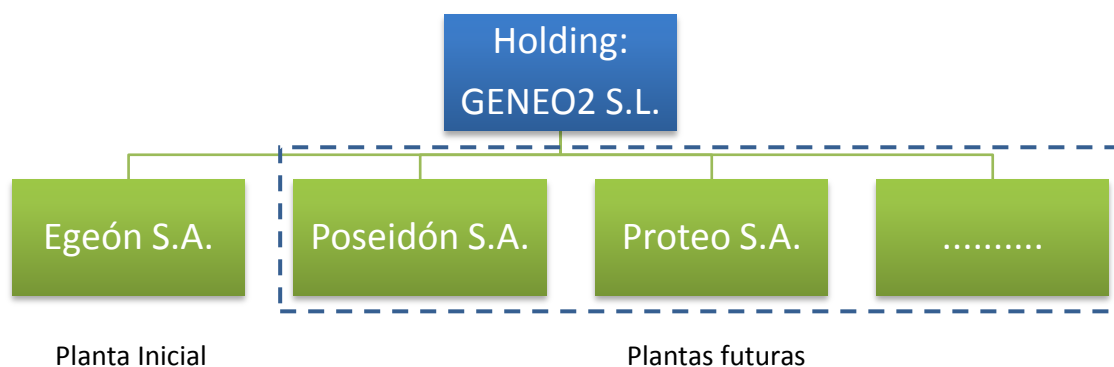 Holding:
GENEO2 S.L.
Egeón S.A.
Poseidón S.A.
Proteo S.A.
..........
Planta Inicial
Plantas futuras